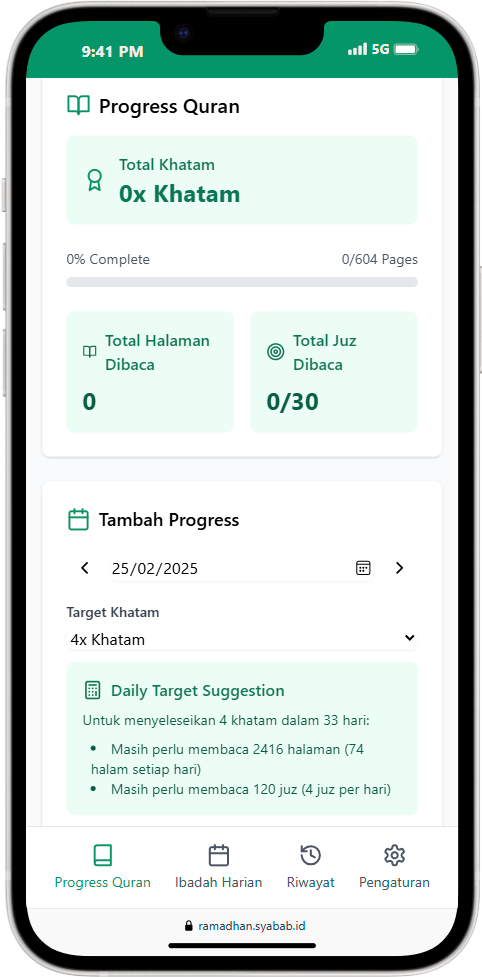 9:41 PM
5G
Progress Quran
Total Khatam
0x Khatam
0% Complete
0/604 Pages
Total Halaman
Dibaca
0
Total Juz
Dibaca
0/30
Tambah Progress
25/02/2025
Target Khatam
4x Khatam
Daily Target Suggestion
Untuk menyeleseikan 4 khatam dalam 33 hari:
• Masih perlu membaca 2416 halaman (74
halam setiap hari)
• Masih perlu membaca 120 juz (4 juz per hari)
Progress Quran
Ibadah Harian
Riwayat
Pengaturan
ramadhan.syabab.id